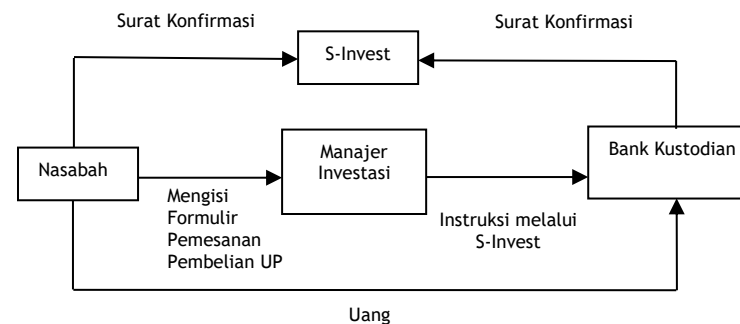 Surat Konfirmasi
Surat Konfirmasi
S-Invest
Nasabah
Manajer
Investasi
Bank Kustodian
Mengisi
Formulir
Pemesanan
Pembelian UP
Instruksi melalui
S-Invest
Uang